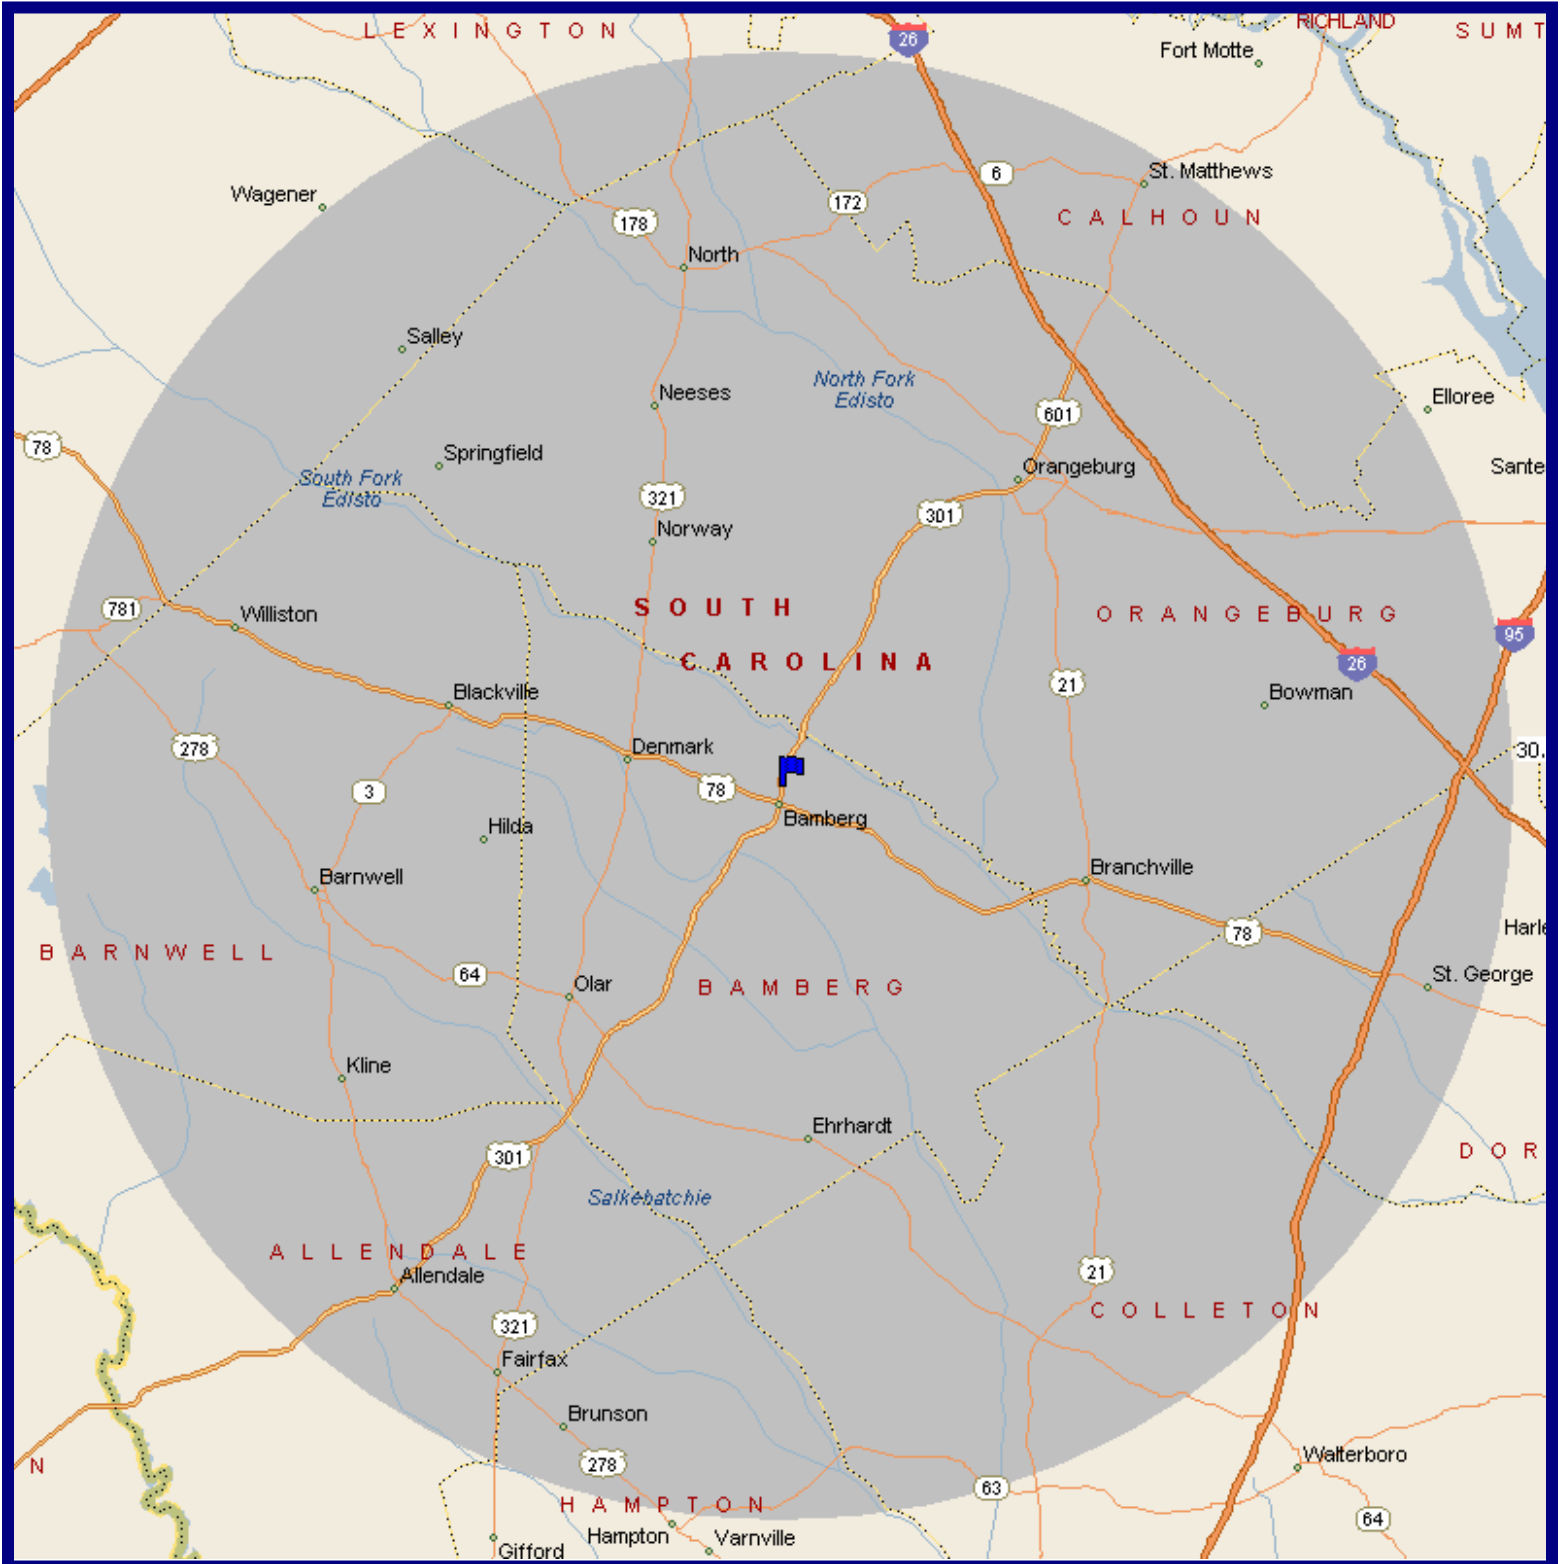 LEXINGTON
26
RICHLAND
SUMT
Fort Motte
6
St. Matthews
Wagener
172
178
CALHOUN
North
Salley
North Fork
Edisto
Neeses
Elloree
601
78
Springfield
Orangeburg
Sante
South Fork
Edisto
321
301
Norway
781
SOUTH
Williston
ORANGEBURG
95
CAROLINA
26
21
Blackville
Bowman
278
Denmark
30.
3
78
Bamberg
Hilda
Branchville
Barnwell
78
Harle
BARNWELL
64
St. George
Olar
BAMBERG
Kline
Ehrhardt
301
DOR
Salkehatchie
ALLENDALE
Allendale
21
COLLETON
321
Fairfax
Brunson
Walterboro
278
N
63
HAMPTON
64
Hampton
Varnville
Gifford